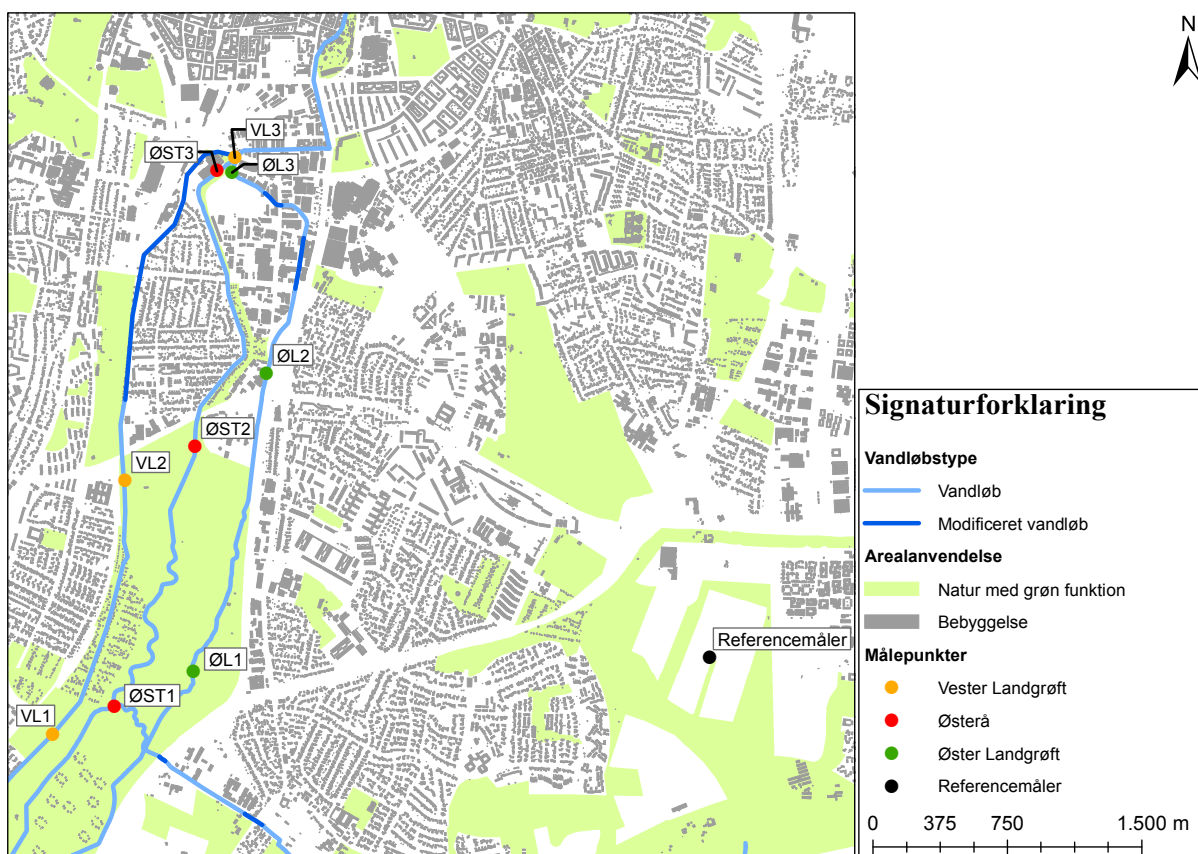 N
VL3
ØST3
ØL3
ØL2
ØST2
VL2
ØL1
ØST1
VL1
Referencemåler
Signaturforklaring
Vandløbstype
Vandløb
Modificeret vandløb
Arealanvendelse
Natur med grøn funktion
Bebyggelse
Målepunkter
Vester Landgrøft
Østerå
Øster Landgrøft
Referencemåler
0 375 750 1.500 m